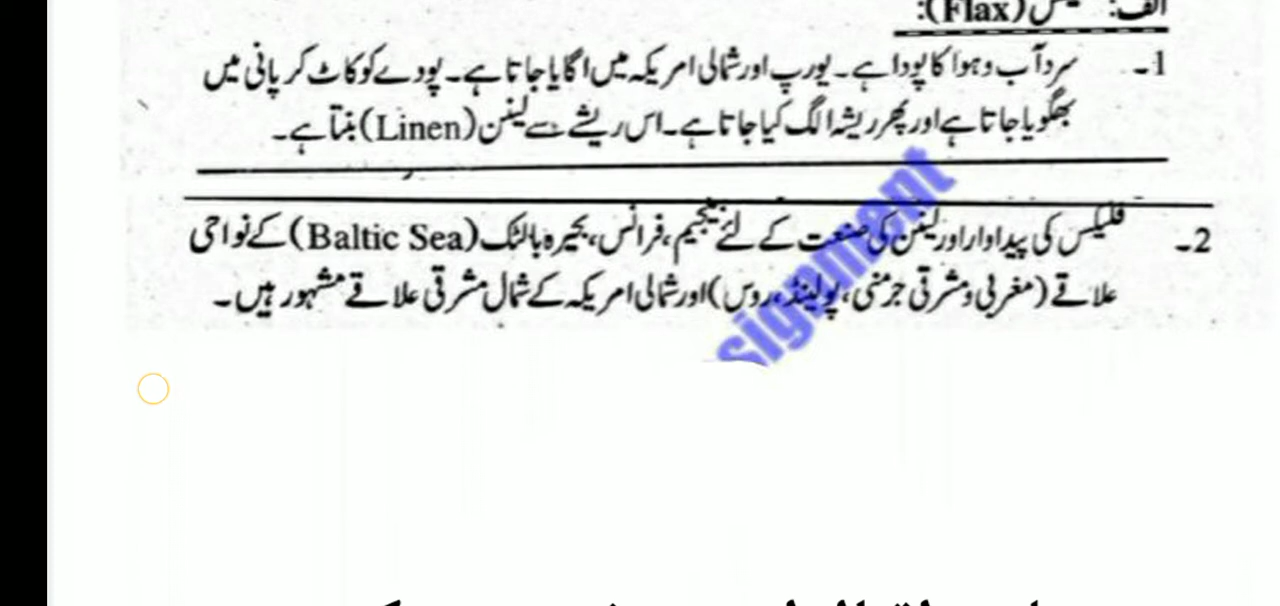 الف: فلیکس (Flax):
1۔ سرد آب و ہوا کا پودا ہے۔ یورپ اور شمالی امریکہ میں اگایا جاتا ہے۔ پودے کو کاٹ کر پانی میں
بھگویا جاتا ہے اور پھر ریشہ الگ کیا جاتا ہے۔ اس ریشے سے لینن (Linen) بنتا ہے۔
2۔ فلیکس کی پیداوار اور لینن کی صنعت کے لئے بیلجیم، فرانس، بحیرہ بالٹک (Baltic Sea) کے نواحی
علاقے (مغربی و مشرقی جرمنی، پولینڈ، روس) اور شمالی امریکہ کے شمال مشرقی علاقے مشہور ہیں۔
sigament